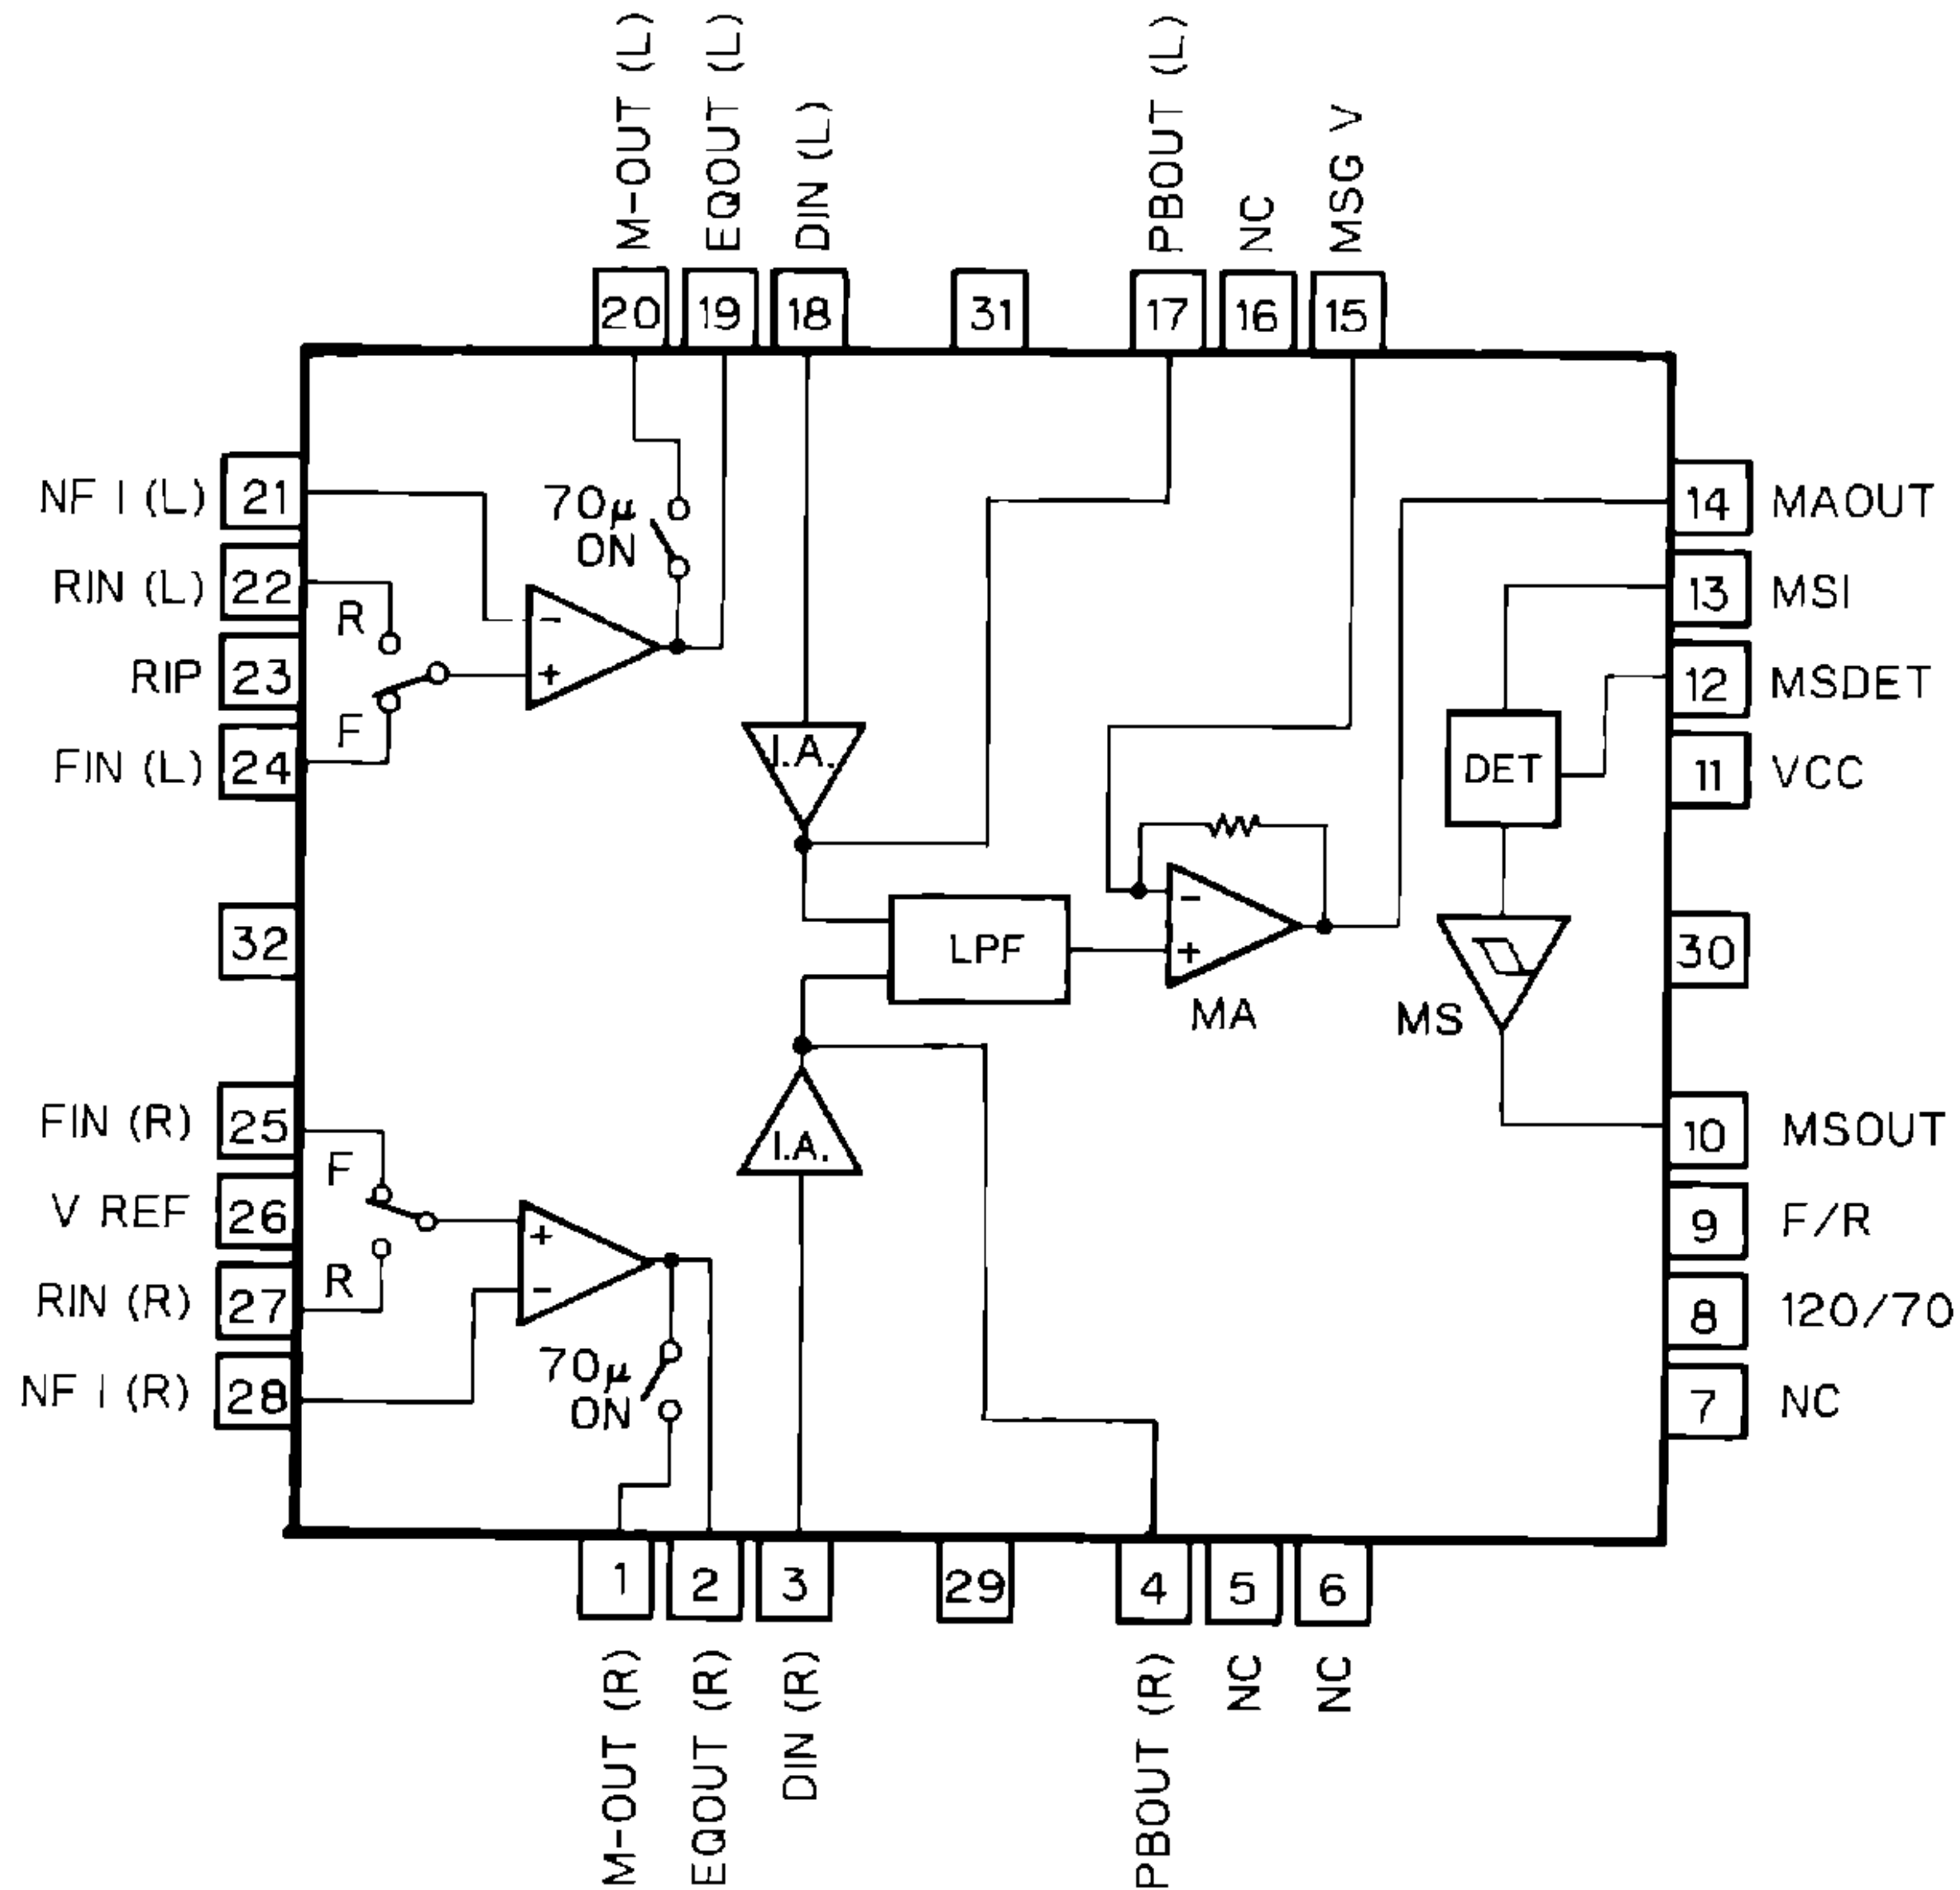 M-OUT (L)
EQOUT (L)
DIN (L)
PBOUT (L)
NC
MSG V
20
19
18
31
17
16
15
NF I (L)
21
RIN (L)
22
RIP
23
FIN (L)
24
32
FIN (R)
25
V REF
26
RIN (R)
27
NF I (R)
28
R
F
70μ
ON
-
+
I.A.
LPF
-
+
MA
DET
MS
I.A.
F
R
+
-
70μ
ON
14
MAOUT
13
MSI
12
MSDET
11
VCC
30
10
MSOUT
9
F/R
8
120/70
7
NC
1
2
3
29
4
5
6
M-OUT (R)
EQOUT (R)
DIN (R)
PBOUT (R)
NC
NC